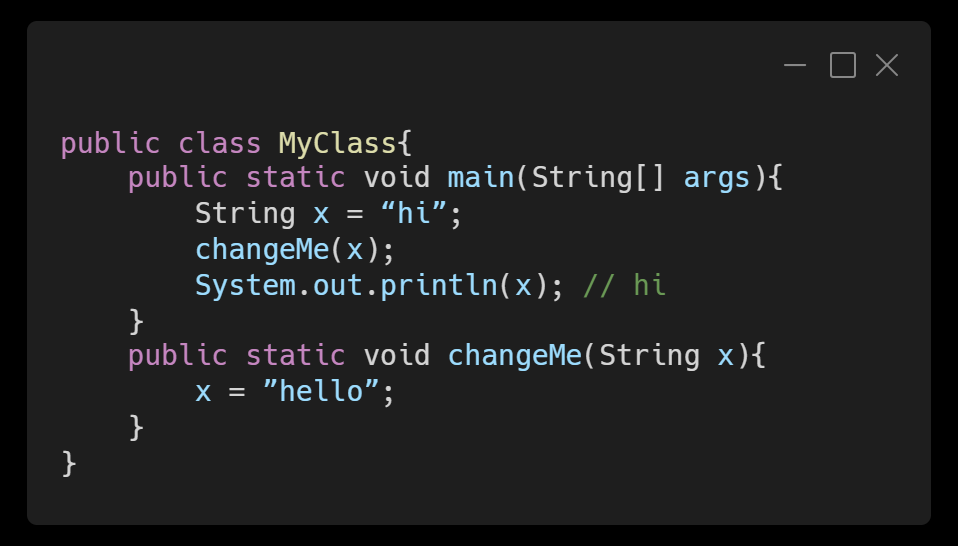 public class MyClass{
    public static void main(String[] args){
        String x = “hi”;
        changeMe(x);
        System.out.println(x); // hi
    }
    public static void changeMe(String x){
        x = ”hello”;
    }
}